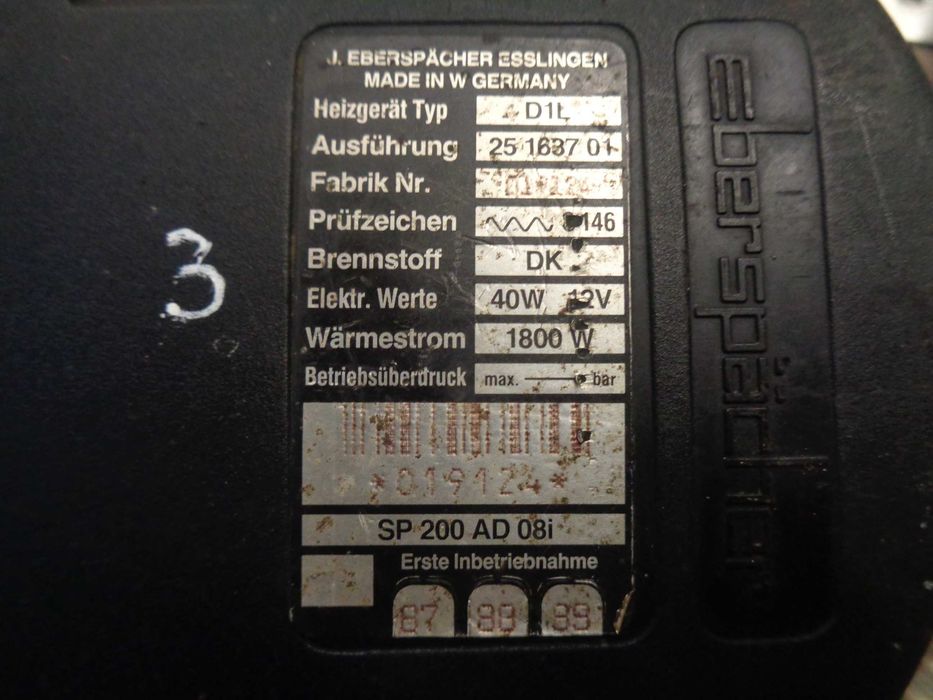 J. EBERSPÄCHER ESSLINGEN
MADE IN W GERMANY
Heizgerät Typ D1L
Ausführung 25 1637 01
Fabrik Nr.
Prüfzeichen 146
Brennstoff DK
Elektr. Werte 40W 12V
Wärmestrom 1800 W
Betriebsüberdruck max. bar
*019124*
SP 200 AD 08i
Erste Inbetriebnahme
87 88 89
Eberspächer
3